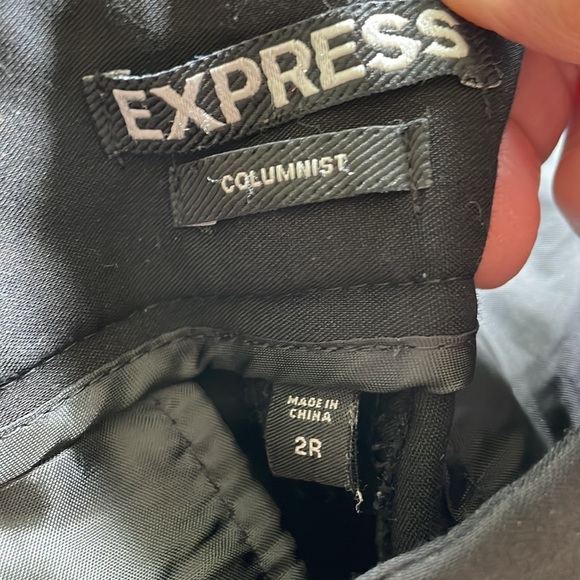 EXPRESS
COLUMNIST
MADE IN
CHINA
2R